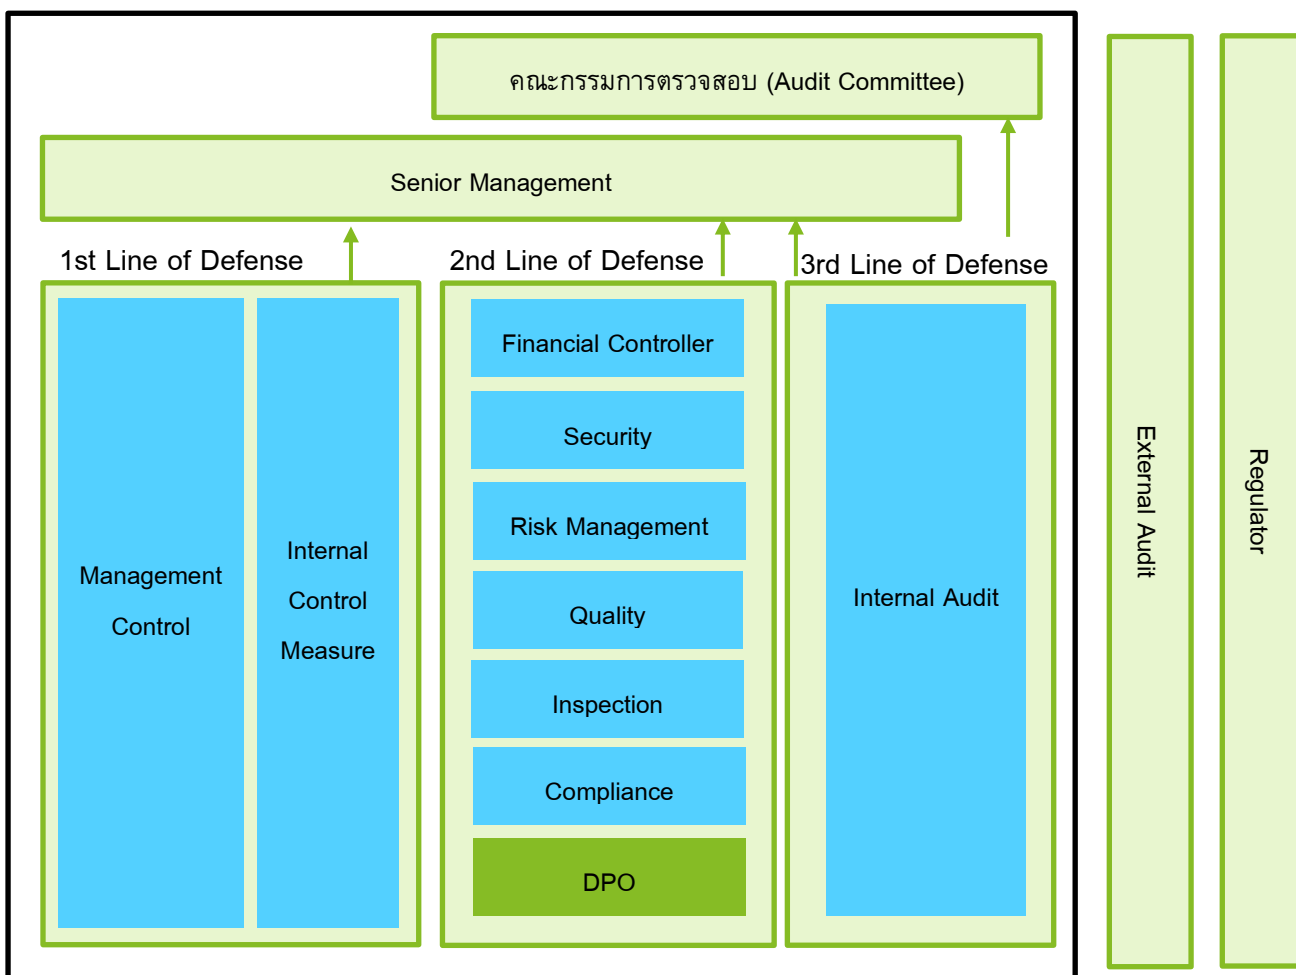 คณะกรรมการตรวจสอบ (Audit Committee)
Senior Management
1st Line of Defense
2nd Line of Defense
3rd Line of Defense
Management
Control
Internal
Control
Measure
Financial Controller
Security
Risk Management
Quality
Inspection
Compliance
DPO
Internal Audit
External Audit
Regulator